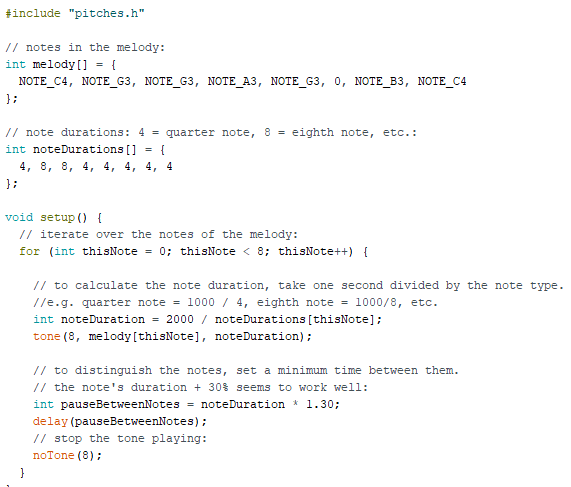 #include "pitches.h"
// notes in the melody:
int melody[] = {
NOTE_C4, NOTE_G3, NOTE_G3, NOTE_A3, NOTE_G3, 0, NOTE_B3, NOTE_C4
};
// note durations: 4 = quarter note, 8 = eighth note, etc.:
int noteDurations[] = {
4, 8, 8, 4, 4, 4, 4, 4
};
void setup() {
// iterate over the notes of the melody:
for (int thisNote = 0; thisNote < 8; thisNote++) {
// to calculate the note duration, take one second divided by the note type.
//e.g. quarter note = 1000 / 4, eighth note = 1000/8, etc.
int noteDuration = 2000 / noteDurations[thisNote];
tone(8, melody[thisNote], noteDuration);
// to distinguish the notes, set a minimum time between them.
// the note's duration + 30% seems to work well:
int pauseBetweenNotes = noteDuration * 1.30;
delay(pauseBetweenNotes);
// stop the tone playing:
noTone(8);
}